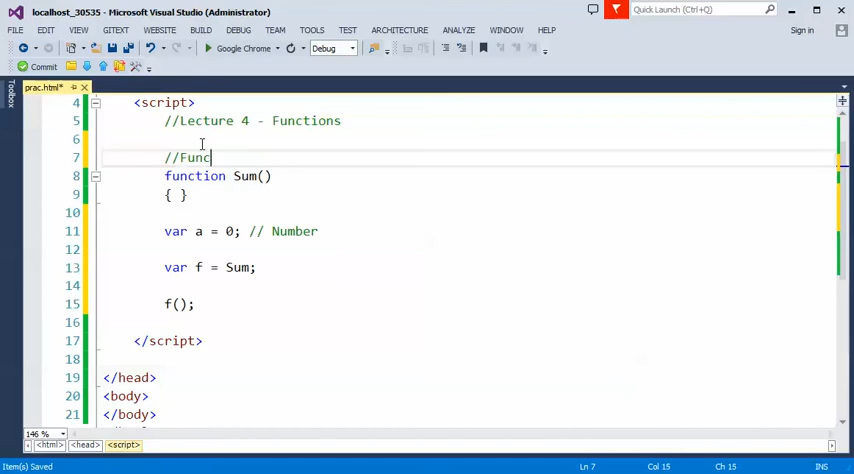 localhost_30535 - Microsoft Visual Studio (Administrator)
Quick Launch (Ctrl+Q)
FILE EDIT VIEW GITEXT WEBSITE BUILD DEBUG TEAM TOOLS TEST ARCHITECTURE ANALYZE WINDOW HELP
Sign in
Google Chrome Debug
Commit
Toolbox
prac.html*
4 <script>
5 //Lecture 4 - Functions
6
7 //Func
8 function Sum()
9 { }
10
11 var a = 0; // Number
12
13 var f = Sum;
14
15 f();
16
17 </script>
18
19 </head>
20 <body>
21 </body>
146 %
<html> <head> <script>
Item(s) Saved Ln 7 Col 15 Ch 15 INS